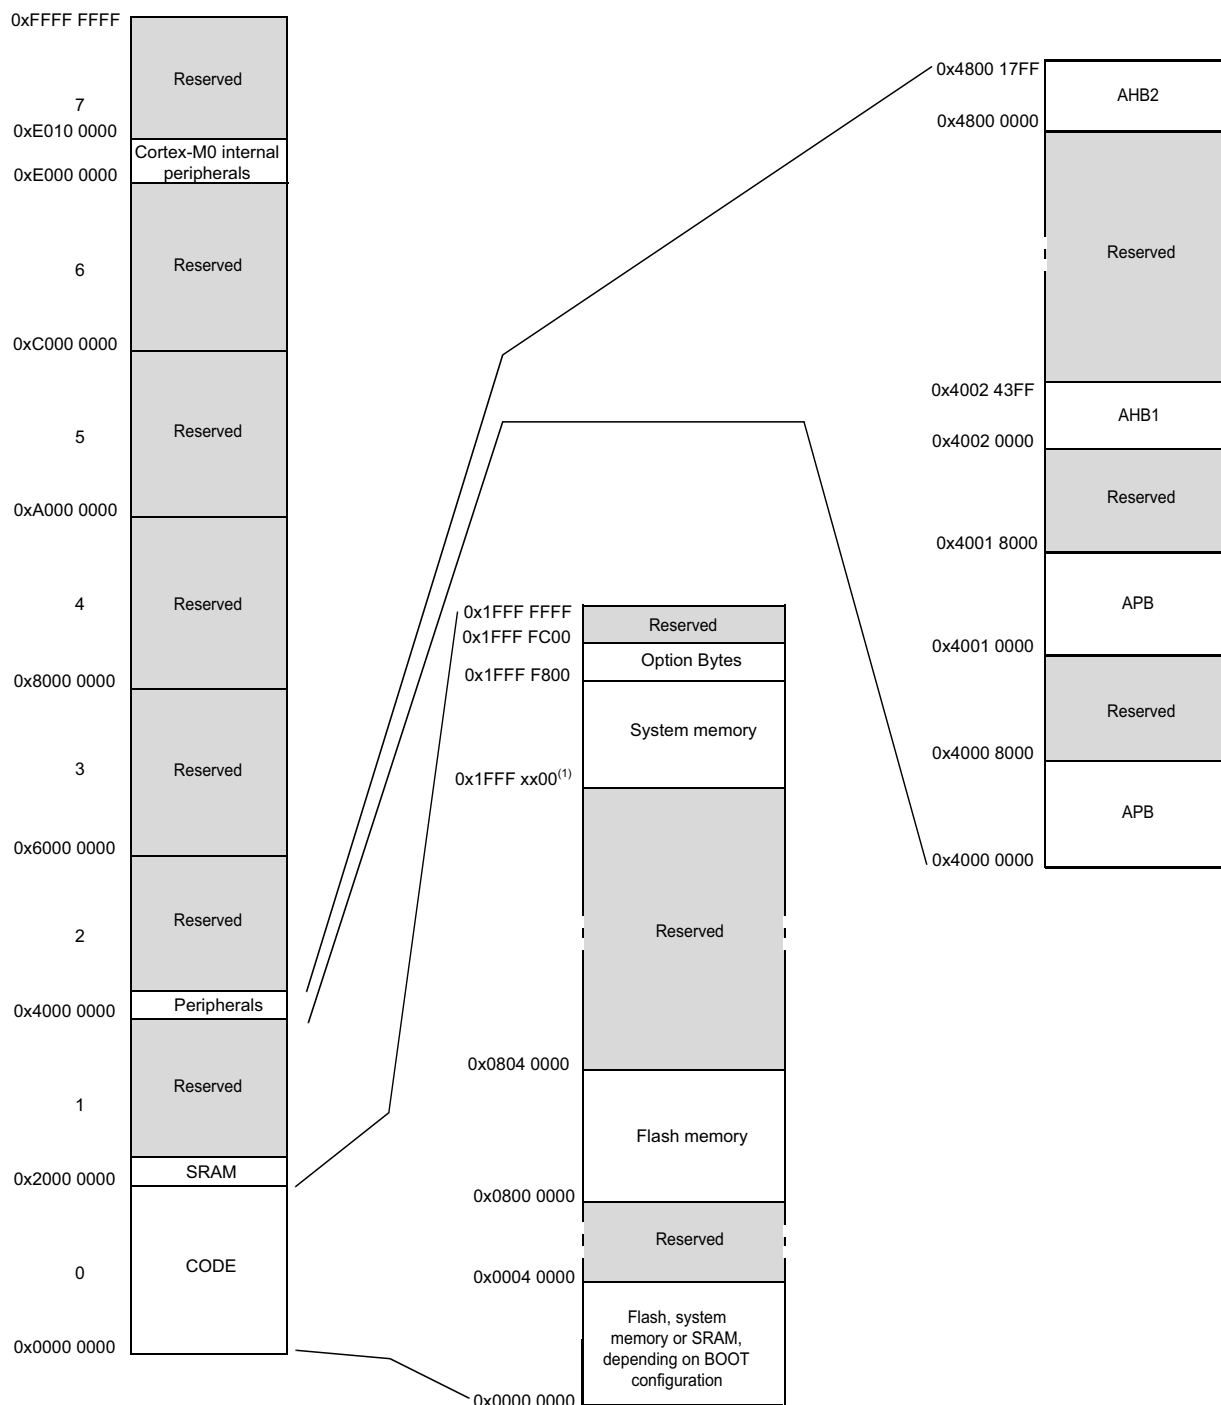 0xFFFF FFFF
Reserved
7
0xE010 0000
Cortex-M0 internal
peripherals
0xE000 0000
Reserved
6
0xC000 0000
Reserved
5
0xA000 0000
Reserved
4
0x8000 0000
Reserved
3
0x6000 0000
Reserved
2
Peripherals
0x4000 0000
Reserved
1
SRAM
0x2000 0000
CODE
0
0x0000 0000
0x1FFF FFFF
Reserved
0x1FFF FC00
Option Bytes
0x1FFF F800
System memory
0x1FFF xx00(1)
Reserved
0x0804 0000
Flash memory
0x0800 0000
Reserved
0x0004 0000
Flash, system
memory or SRAM,
depending on BOOT
configuration
0x0000 0000
0x4800 17FF
AHB2
0x4800 0000
Reserved
0x4002 43FF
AHB1
0x4002 0000
Reserved
0x4001 8000
APB
0x4001 0000
Reserved
0x4000 8000
APB
0x4000 0000